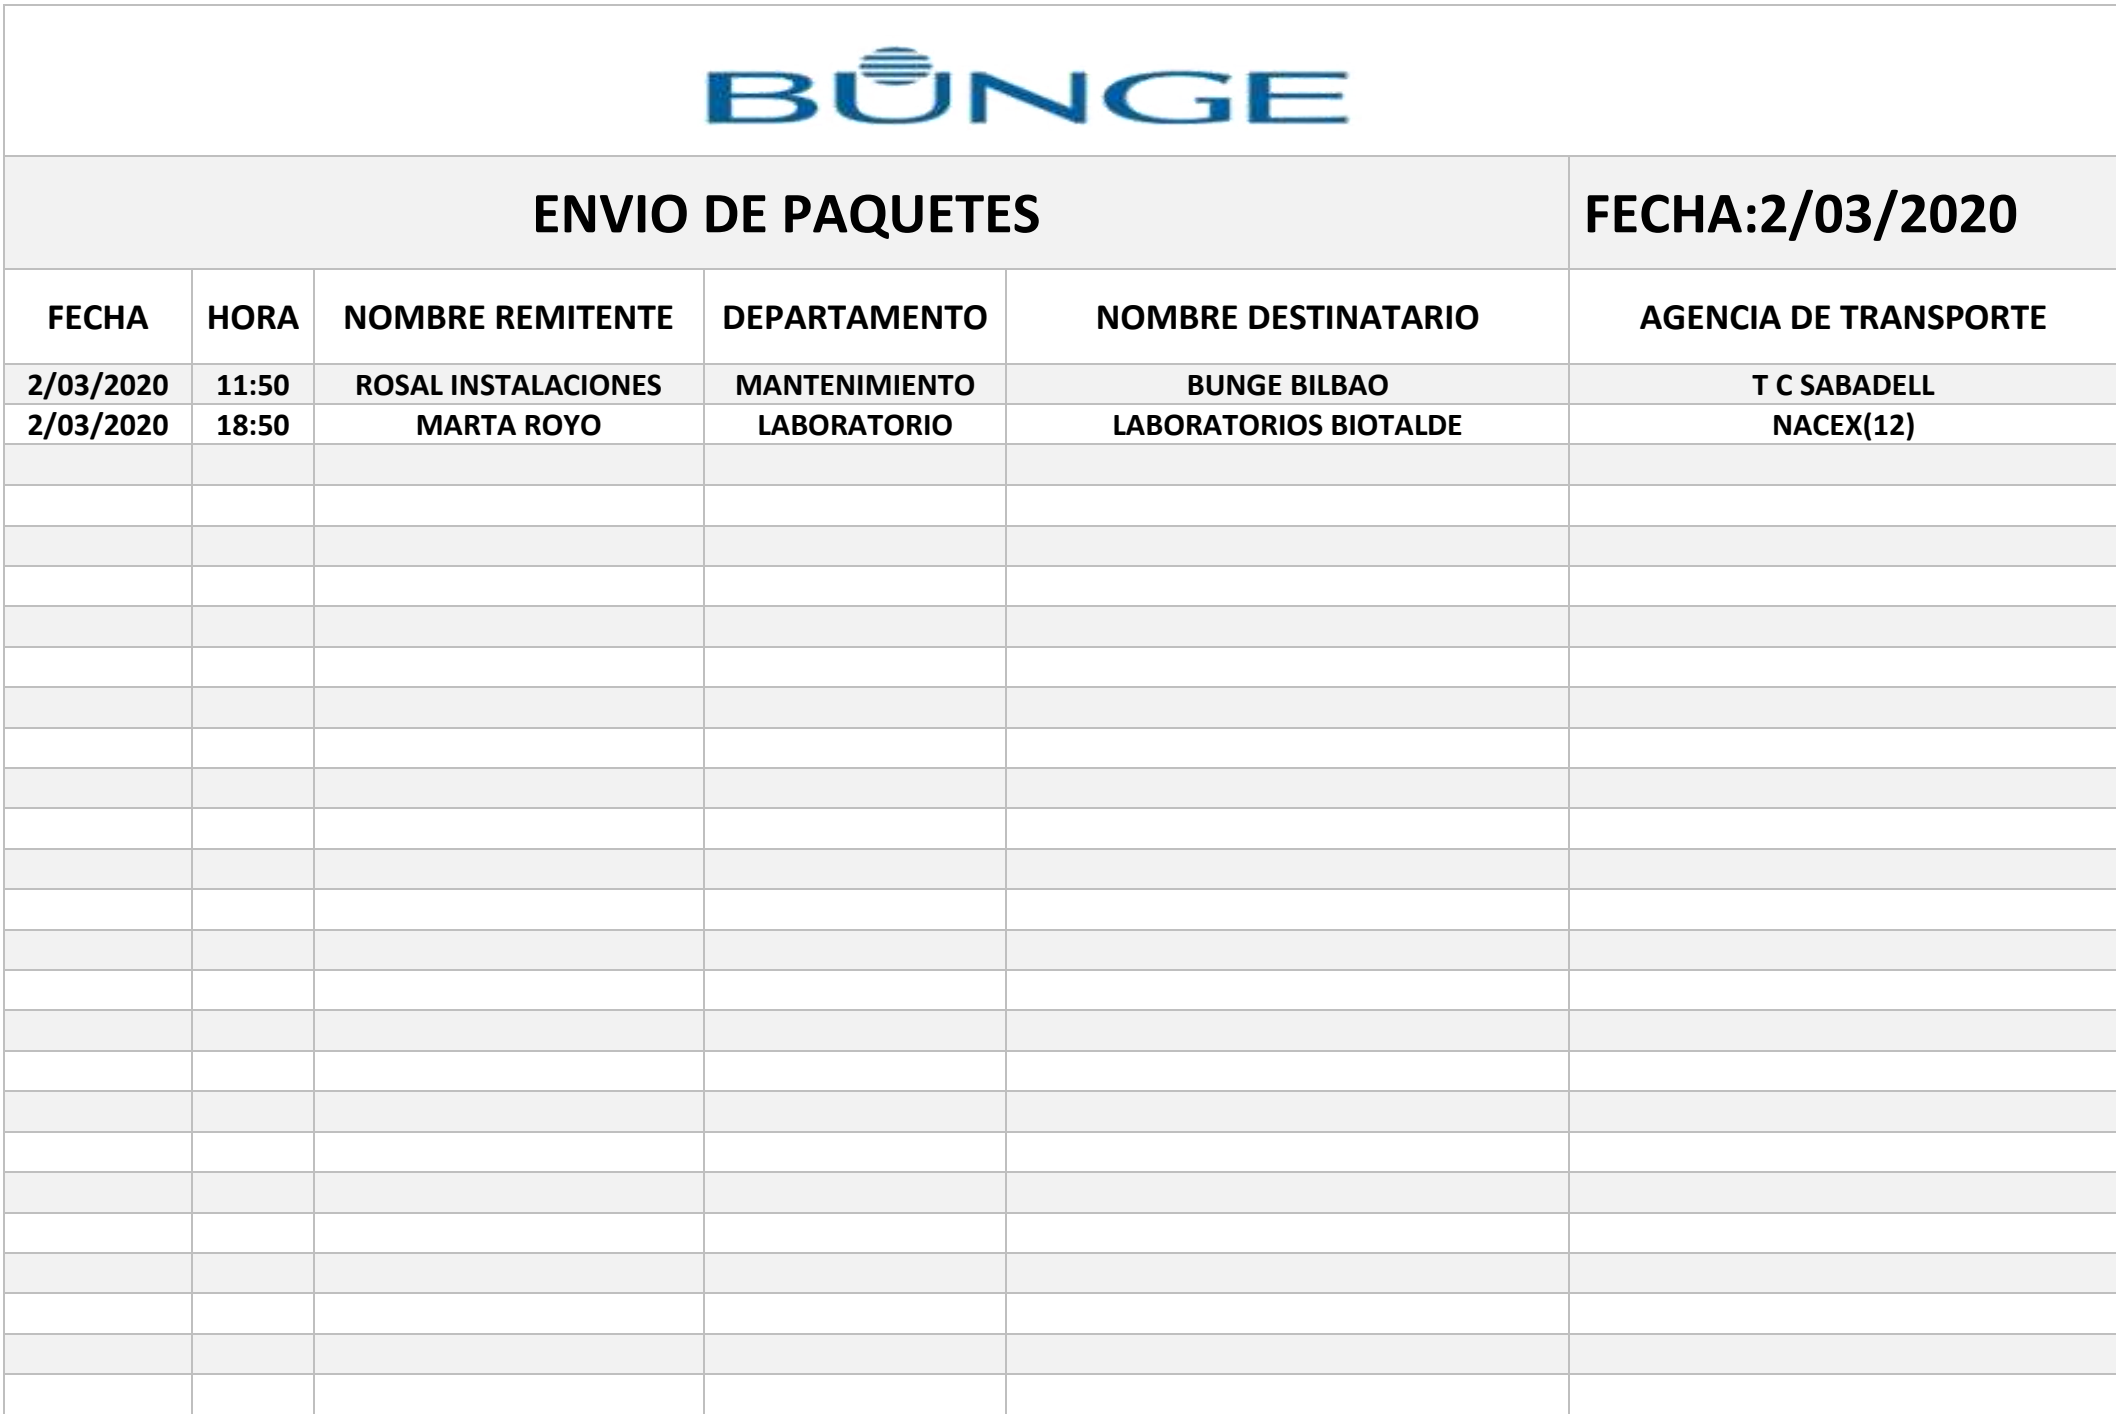 BUNGE
ENVIO DE PAQUETES FECHA:2/03/2020
FECHA HORA NOMBRE REMITENTE DEPARTAMENTO NOMBRE DESTINATARIO AGENCIA DE TRANSPORTE
2/03/2020 11:50 ROSAL INSTALACIONES MANTENIMIENTO BUNGE BILBAO T C SABADELL
2/03/2020 18:50 MARTA ROYO LABORATORIO LABORATORIOS BIOTALDE NACEX(12)